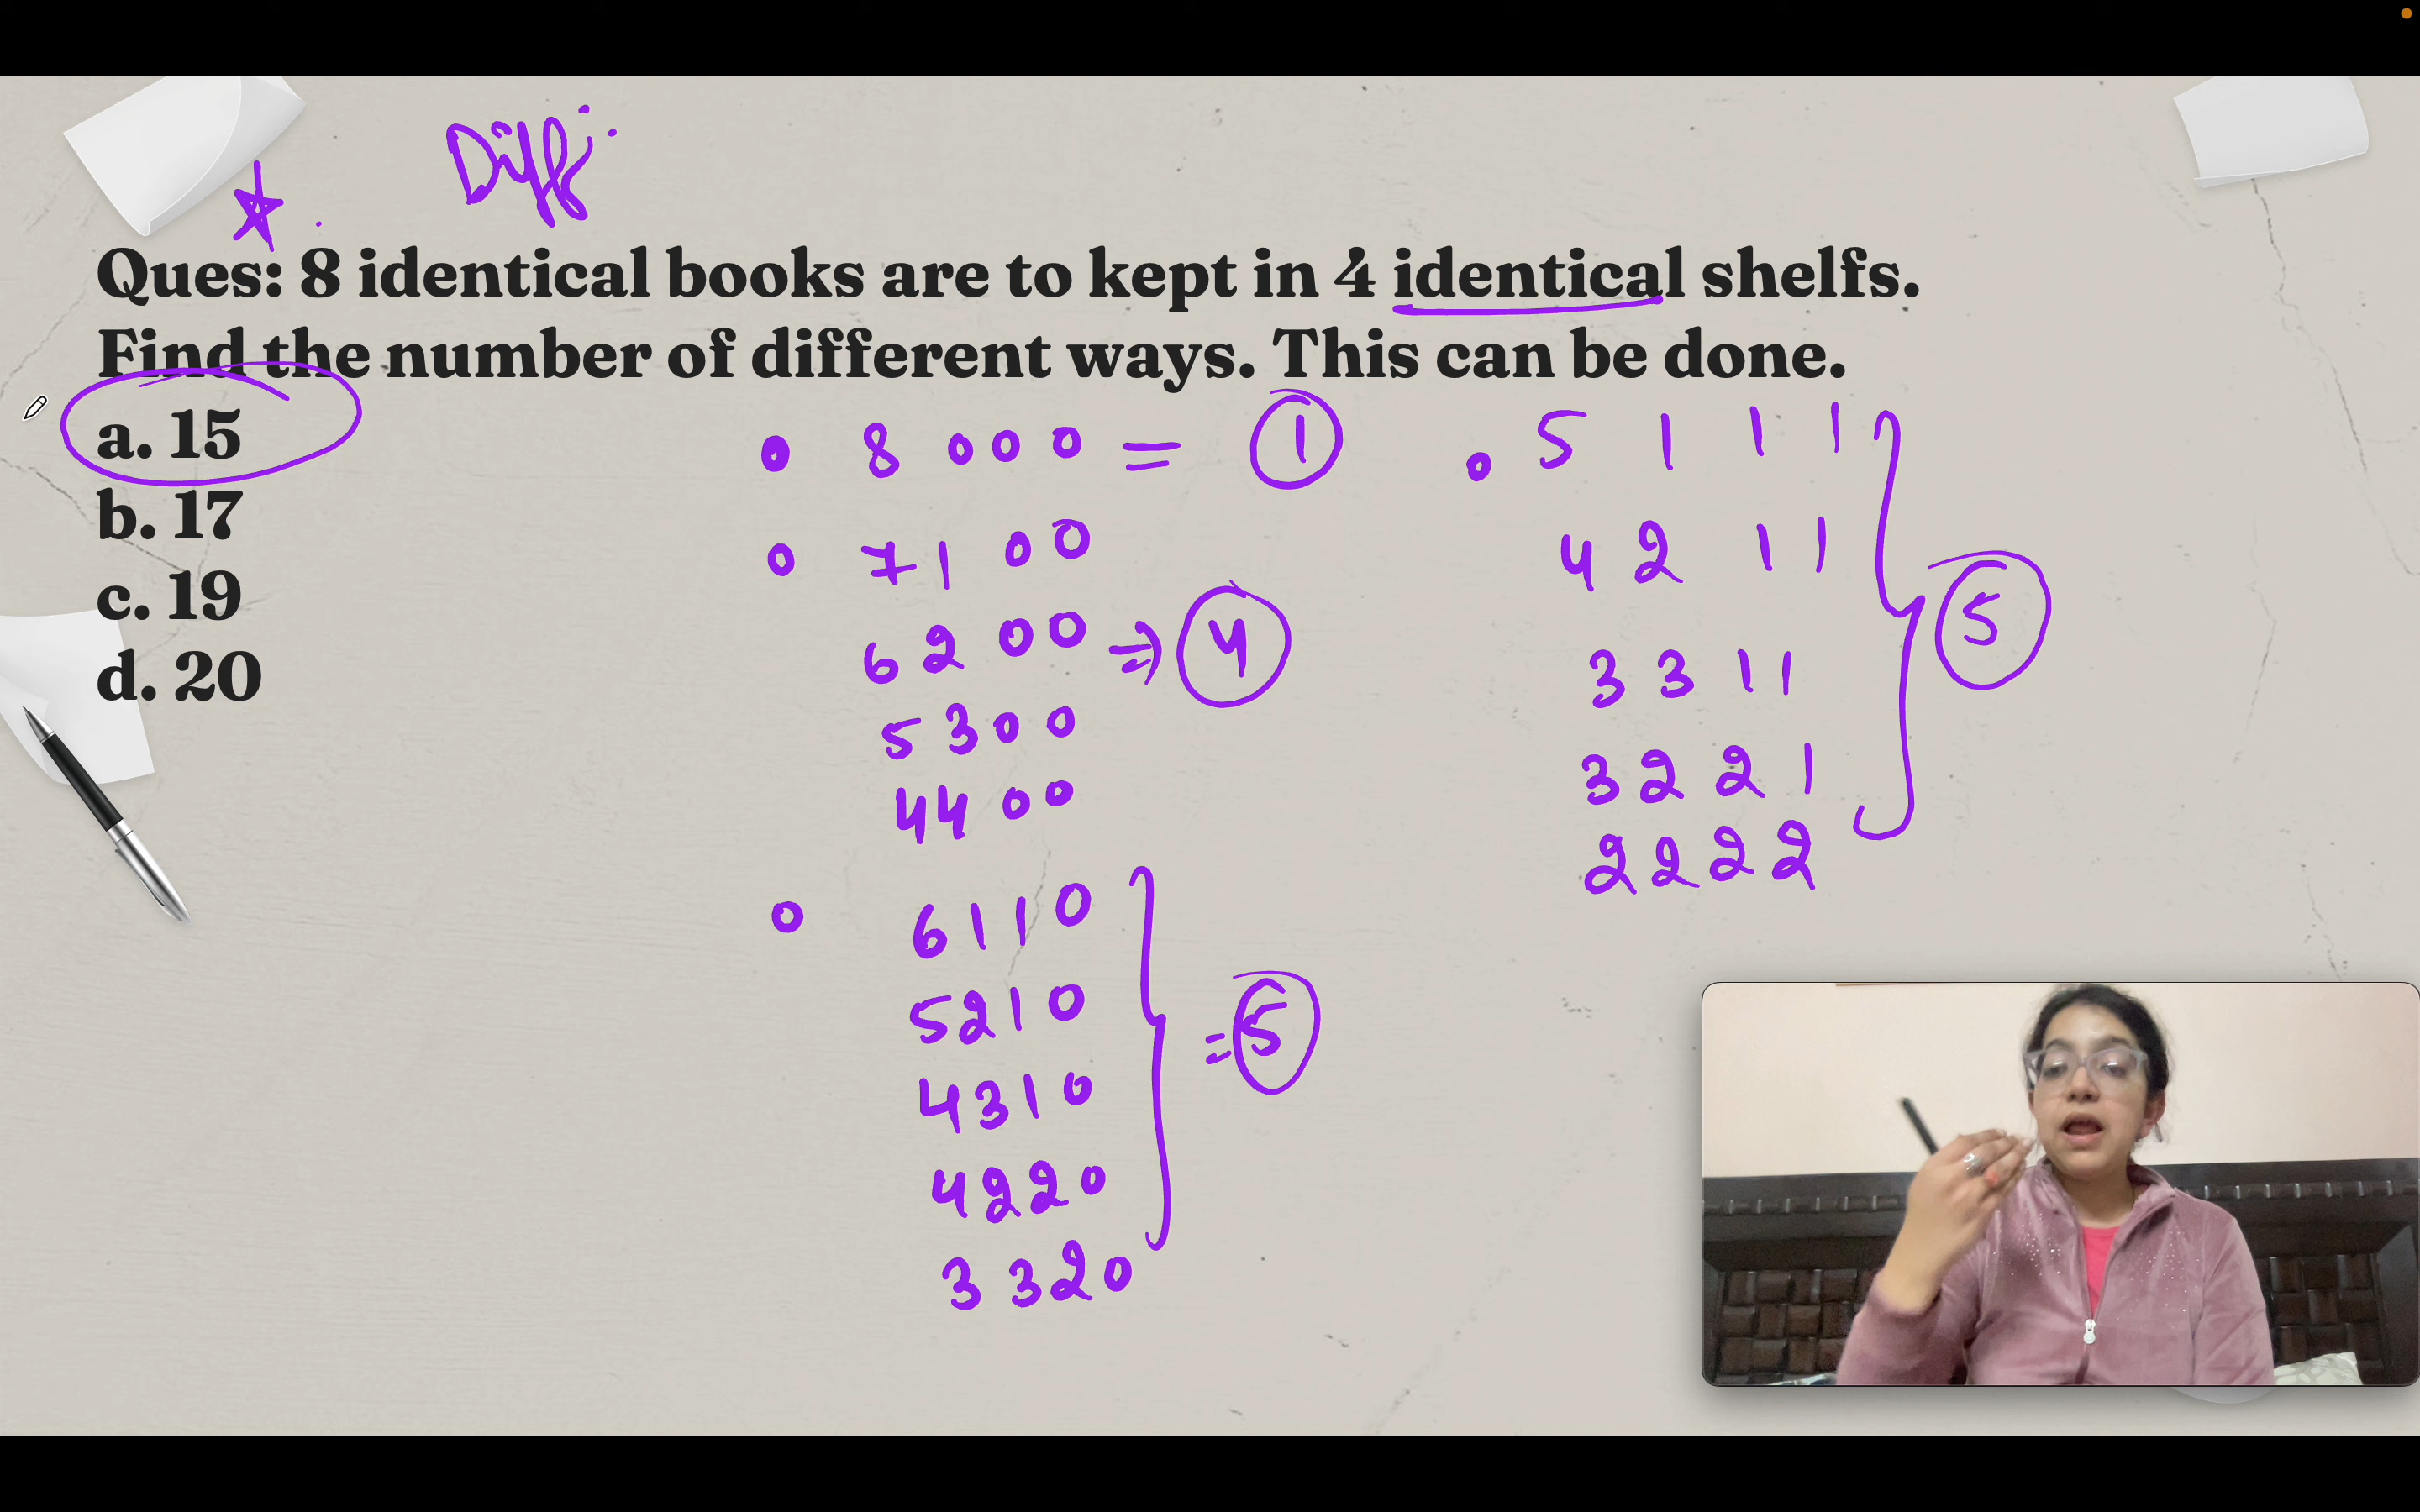 Diff:
Ques: 8 identical books are to kept in 4 identical shelfs.
Find the number of different ways. This can be done.
a. 15
b. 17
c. 19
d. 20
8 0 0 0 = 1
7 1 0 0
6 2 0 0 ⇒ 4
5 3 0 0
4 4 0 0
6 1 1 0
5 2 1 0
4 3 1 0 = 5
4 2 2 0
3 3 2 0
5 1 1 1
4 2 1 1
3 3 1 1 5
3 2 2 1
2 2 2 2